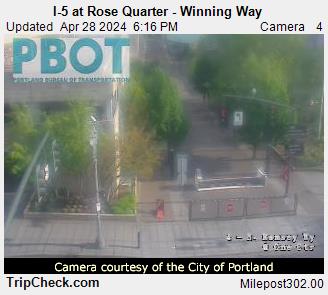 I-5 at Rose Quarter - Winning Way
Updated Apr 28 2024 6:16 PM Camera 4
PBOT
PORTLAND BUREAU OF TRANSPORTATION
Camera courtesy of the City of Portland
TripCheck.com Milepost302.00